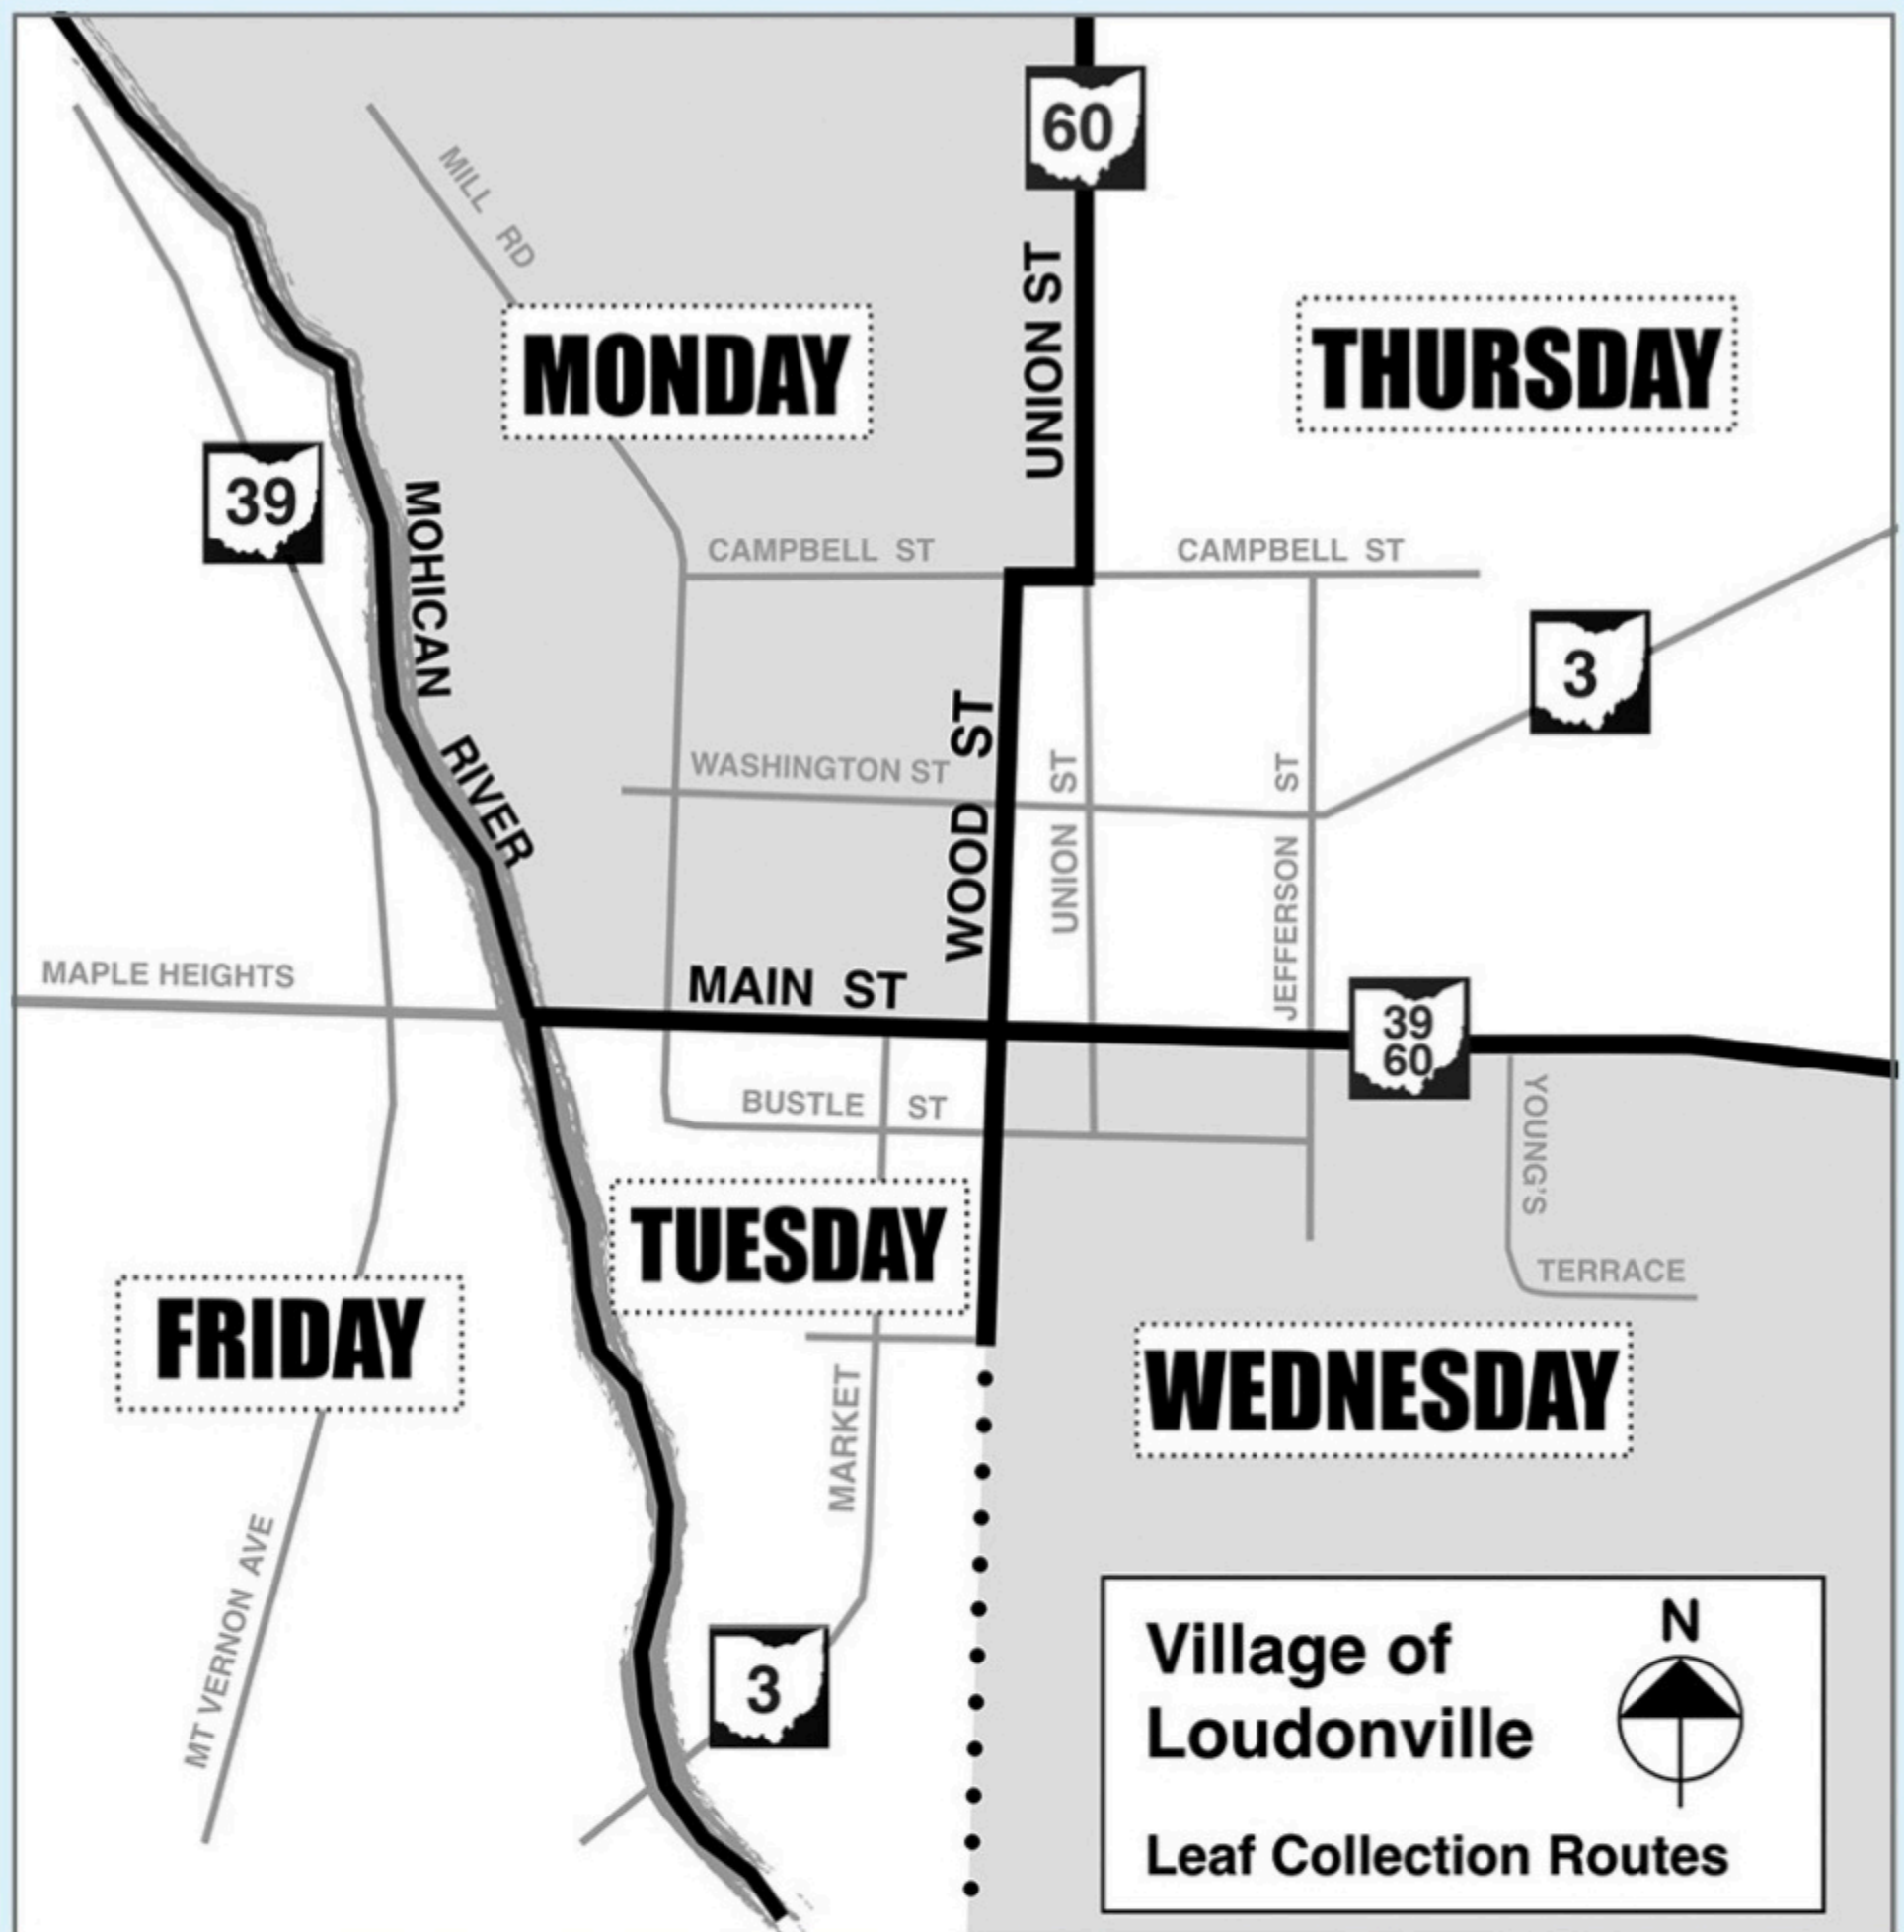 60
UNION ST
MILL RD
MONDAY
THURSDAY
39
MOHICAN RIVER
CAMPBELL ST
CAMPBELL ST
3
WOOD ST
WASHINGTON ST
UNION ST
JEFFERSON ST
MAPLE HEIGHTS
MAIN ST
39
60
BUSTLE ST
YOUNG'S
TERRACE
TUESDAY
FRIDAY
WEDNESDAY
MARKET
MT VERNON AVE
3
Village of
Loudonville
N
Leaf Collection Routes